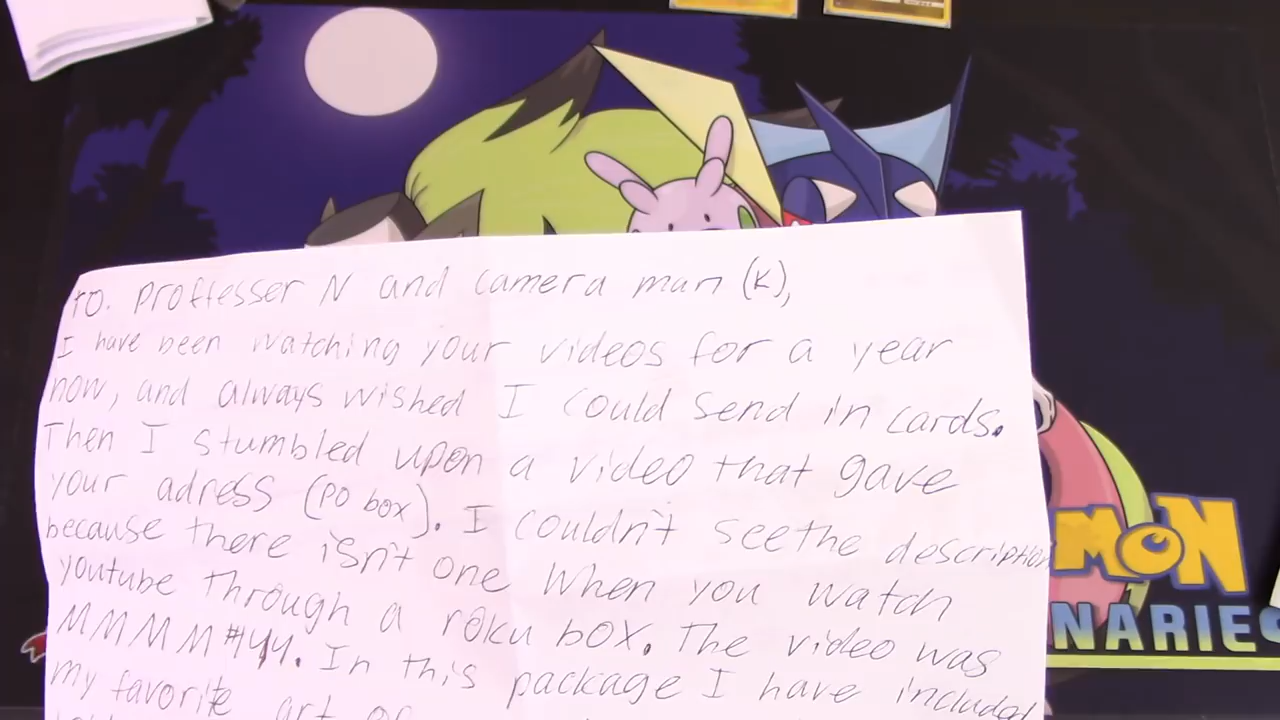 To. Proffesser N and camera man (K),
I have been watching your videos for a year
now, and always wished I could send in cards.
Then I stumbled upon a video that gave
your adress (PO box). I couldn't see the description
because there isn't one when you watch
youtube through a roku box. The video was
MMMMM #44. In this package I have included
my favorite art of
MON
NARIES